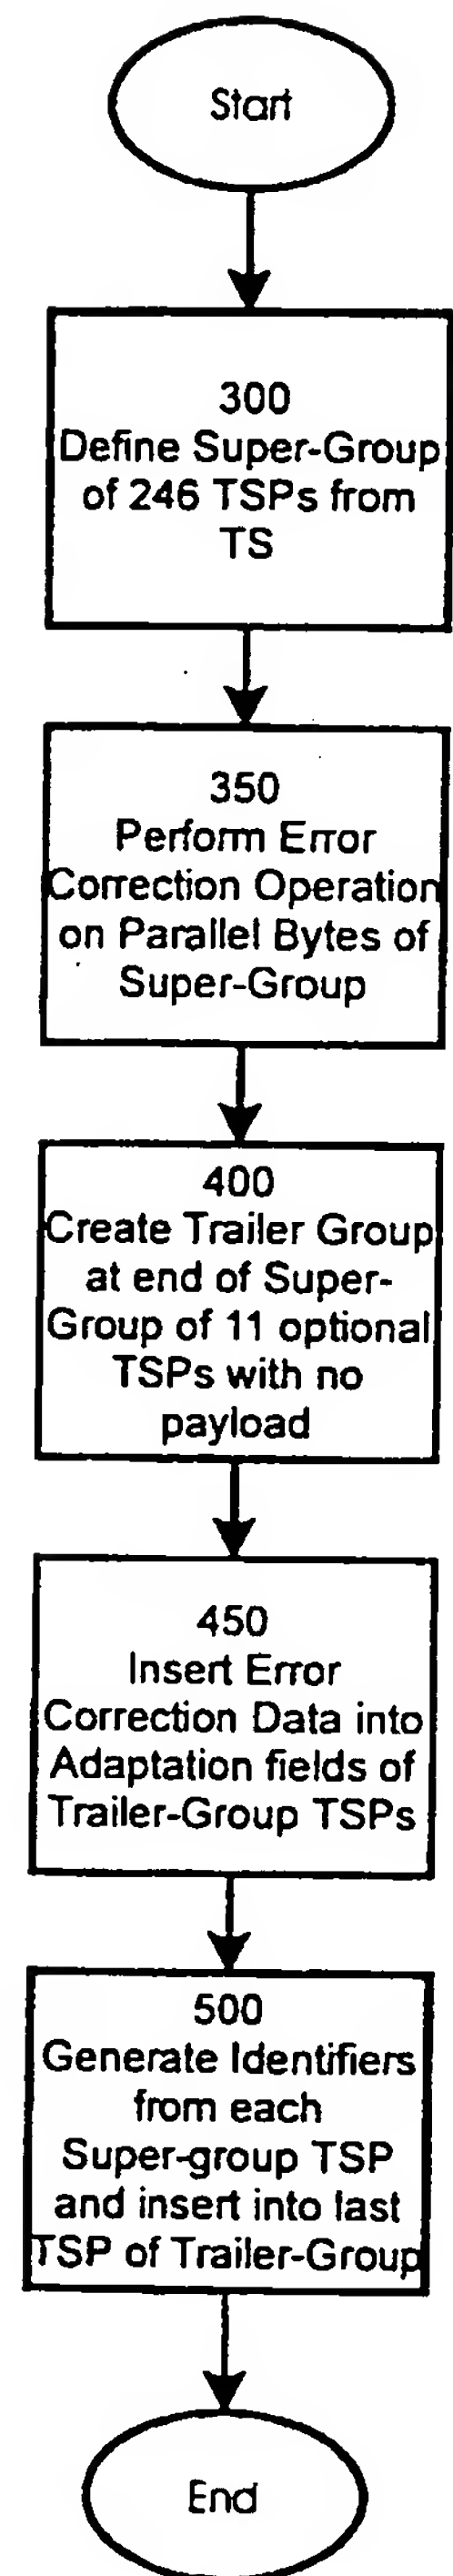 Start
300
Define Super-Group
of 246 TSPs from
TS
350
Perform Error
Correction Operation
on Parallel Bytes of
Super-Group
400
Create Trailer Group
at end of Super-
Group of 11 optional
TSPs with no
payload
450
Insert Error
Correction Data into
Adaptation fields of
Trailer-Group TSPs
500
Generate Identifiers
from each
Super-group TSP
and insert into last
TSP of Trailer-Group
End